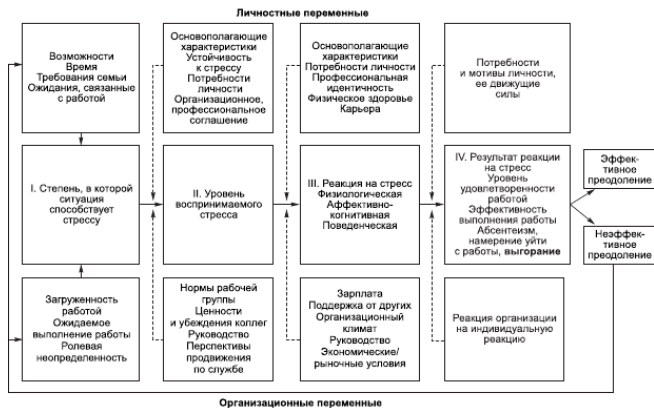 Личностные переменные
Возможности
Время
Требования семьи
Ожидания, связанные
с работой
Основополагающие
характеристики
Устойчивость
к стрессу
Потребности
личности
Организационное,
профессиональное
соглашение
Основополагающие
характеристики
Потребности личности
Профессиональная
идентичность
Физическое здоровье
Карьера
Потребности
и мотивы личности,
ее движущие
силы
I. Степень, в которой
ситуация
способствует
стрессу
II. Уровень
воспринимаемого
стресса
III. Реакция на стресс
Физиологическая
Аффективно-
когнитивная
Поведенческая
IV. Результат реакции
на стресс
Уровень
удовлетворенности
работой
Эффективность
выполнения работы
Абсентеизм,
намерение уйти
с работы, выгорание
Эффек-
тивное
преодоление
Неэффек-
тивное
преодоление
Загруженность
работой
Ожидаемое
выполнение работы
Ролевая
неопределенность
Нормы рабочей
группы
Ценности
и убеждения коллег
Руководство
Перспективы
продвижения
по службе
Зарплата
Поддержка от других
Организационный
климат
Руководство
Экономические/
рыночные условия
Реакция организации
на индивидуальную
реакцию
Организационные переменные